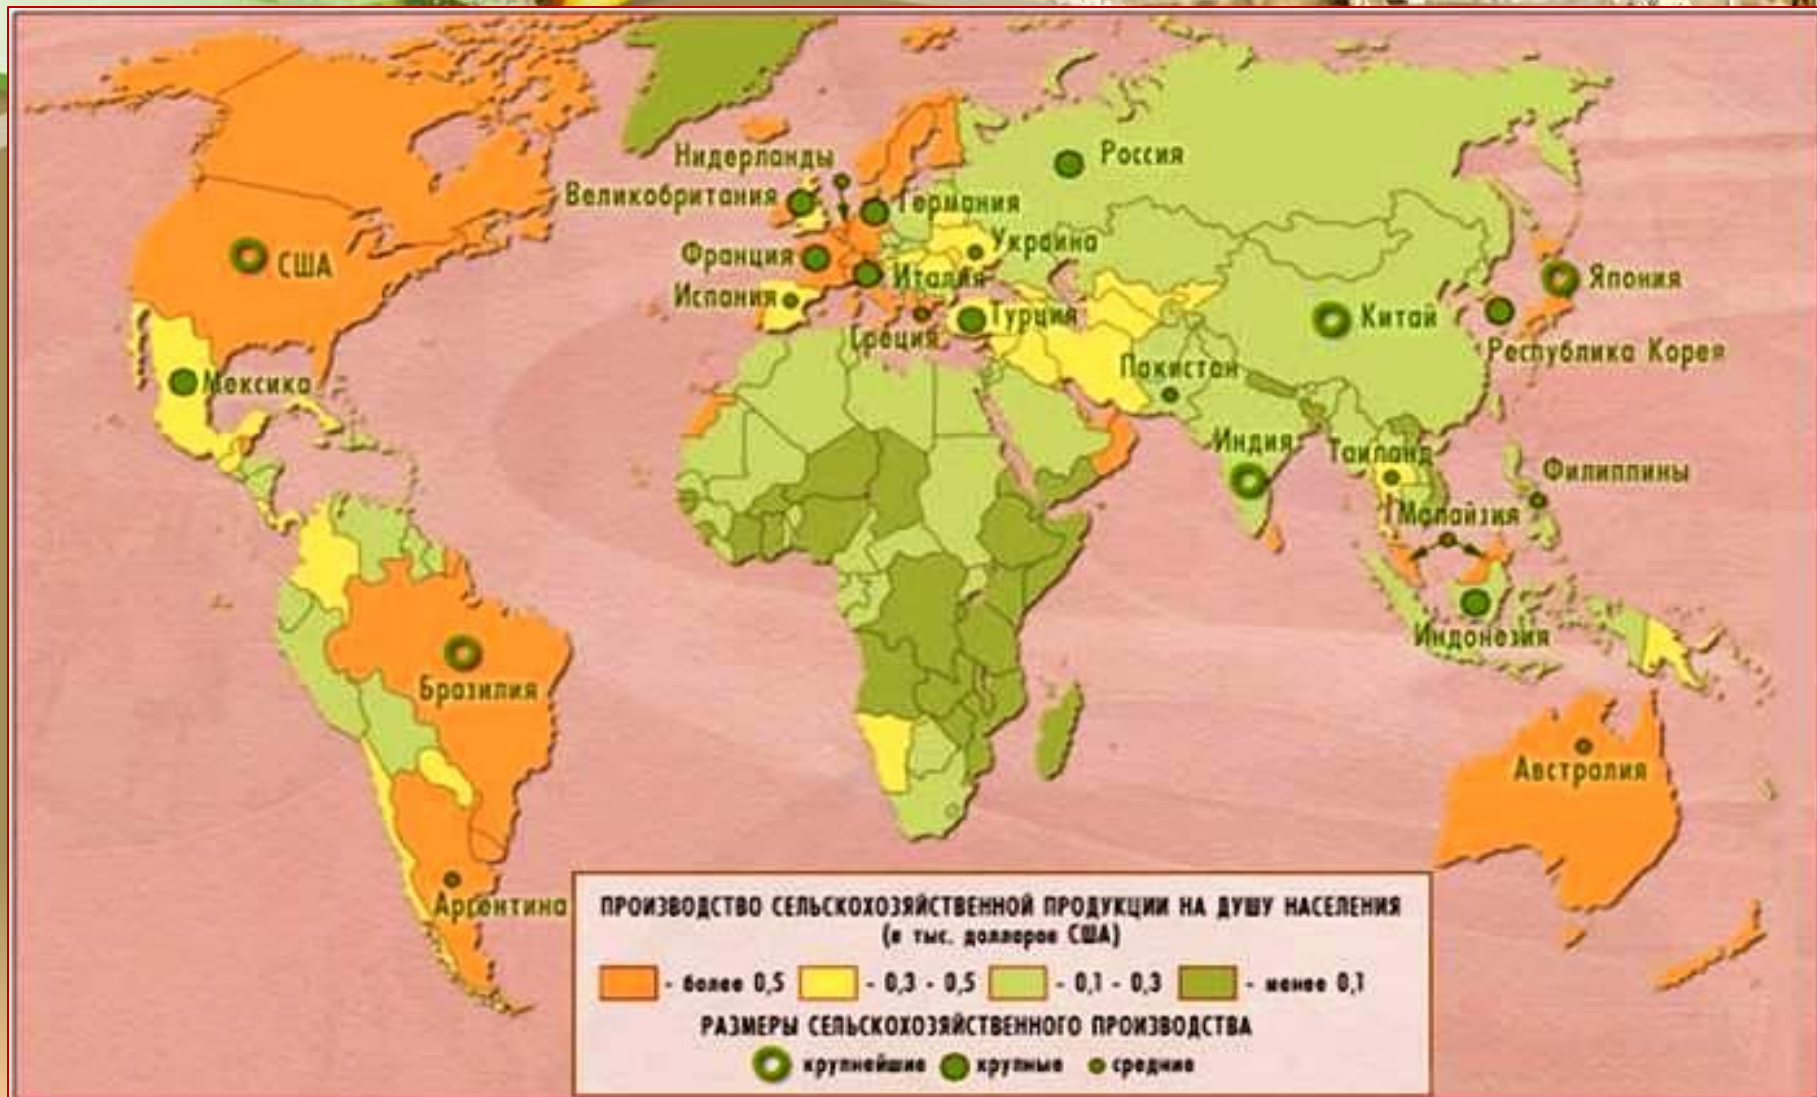 Нидерланды
Россия
Великобритания
Германия
Украина
Франция
США
Италия
Япония
Испания
Турция
Китай
Греция
Республика Корея
Пакистан
Мексика
Индия
Таиланд
Филиппины
Малайзия
Индонезия
Бразилия
Австралия
Аргентина
ПРОИЗВОДСТВО СЕЛЬСКОХОЗЯЙСТВЕННОЙ ПРОДУКЦИИ НА ДУШУ НАСЕЛЕНИЯ
(в тыс. долларов США)
- более 0,5 - 0,3 - 0,5 - 0,1 - 0,3 - менее 0,1
РАЗМЕРЫ СЕЛЬСКОХОЗЯЙСТВЕННОГО ПРОИЗВОДСТВА
крупнейшие крупные средние